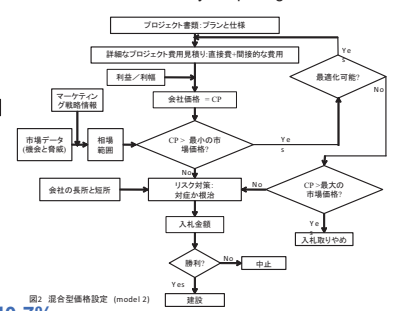 プロジェクト書類: プランと仕様
詳細なプロジェクト費用見積り:直接費+間接的な費用
Ye
s
利益／利幅
最適化可能?
マーケティン
グ戦略情報
会社価格 = CP
No
市場データ
(機会と脅威)
相場
範囲
CP > 最小の市
場価格?
Ye
s
No
会社の長所と短所
リスク対策:
対症か根治
No
CP >最大の
市場価格?
入札金額
Ye
s
入札取りやめ
勝利?
No
中止
Yes
図2 混合型価格設定 (model 2)
建設